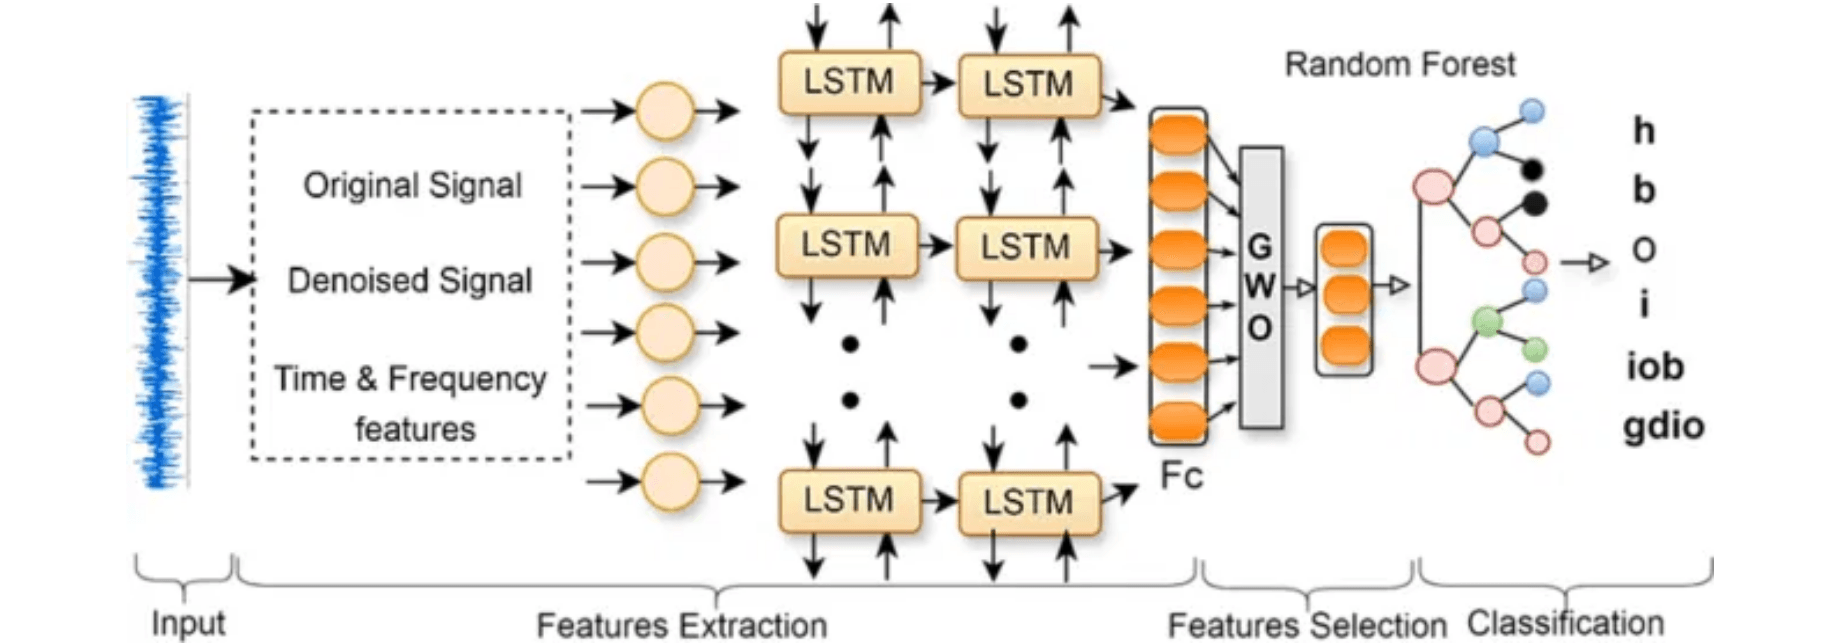 Original Signal
Denoised Signal
Time & Frequency
features
LSTM
LSTM
LSTM
LSTM
LSTM
LSTM
Fc
G
W
O
Random Forest
h
b
O
i
iob
gdio
Input
Features Extraction
Features Selection
Classification